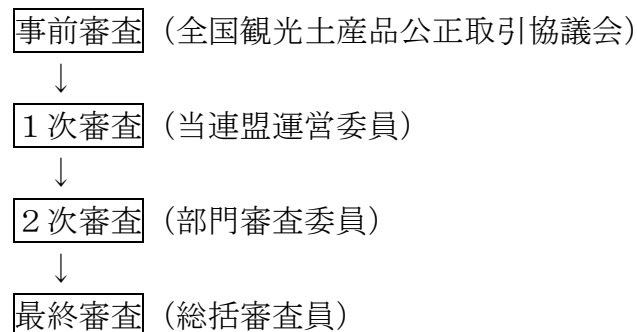 事前審査（全国観光土産品公正取引協議会）
↓
１次審査（当連盟運営委員）
↓
２次審査（部門審査委員）
↓
最終審査（総括審査員）